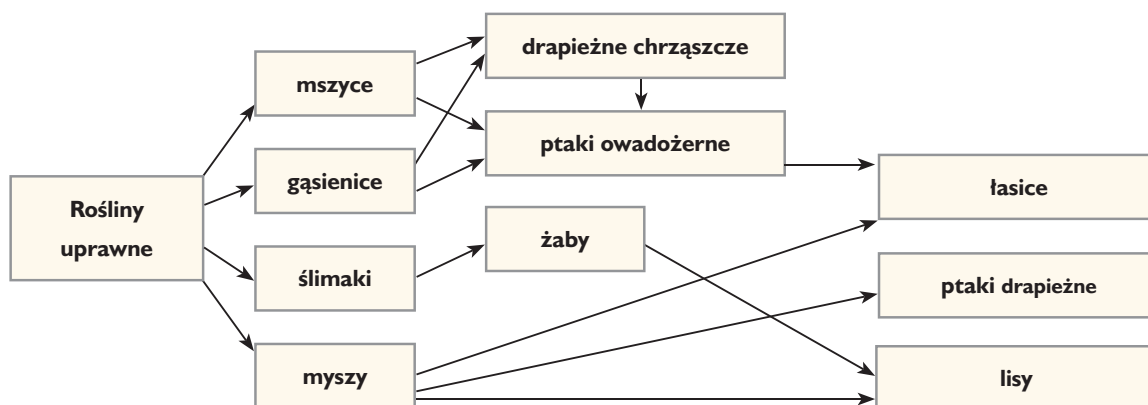 drapieżne chrząszcze
mszyce
ptaki owadożerne
gąsienice
łasice
Rośliny
uprawne
żaby
ślimaki
ptaki drapieżne
myszy
lisy